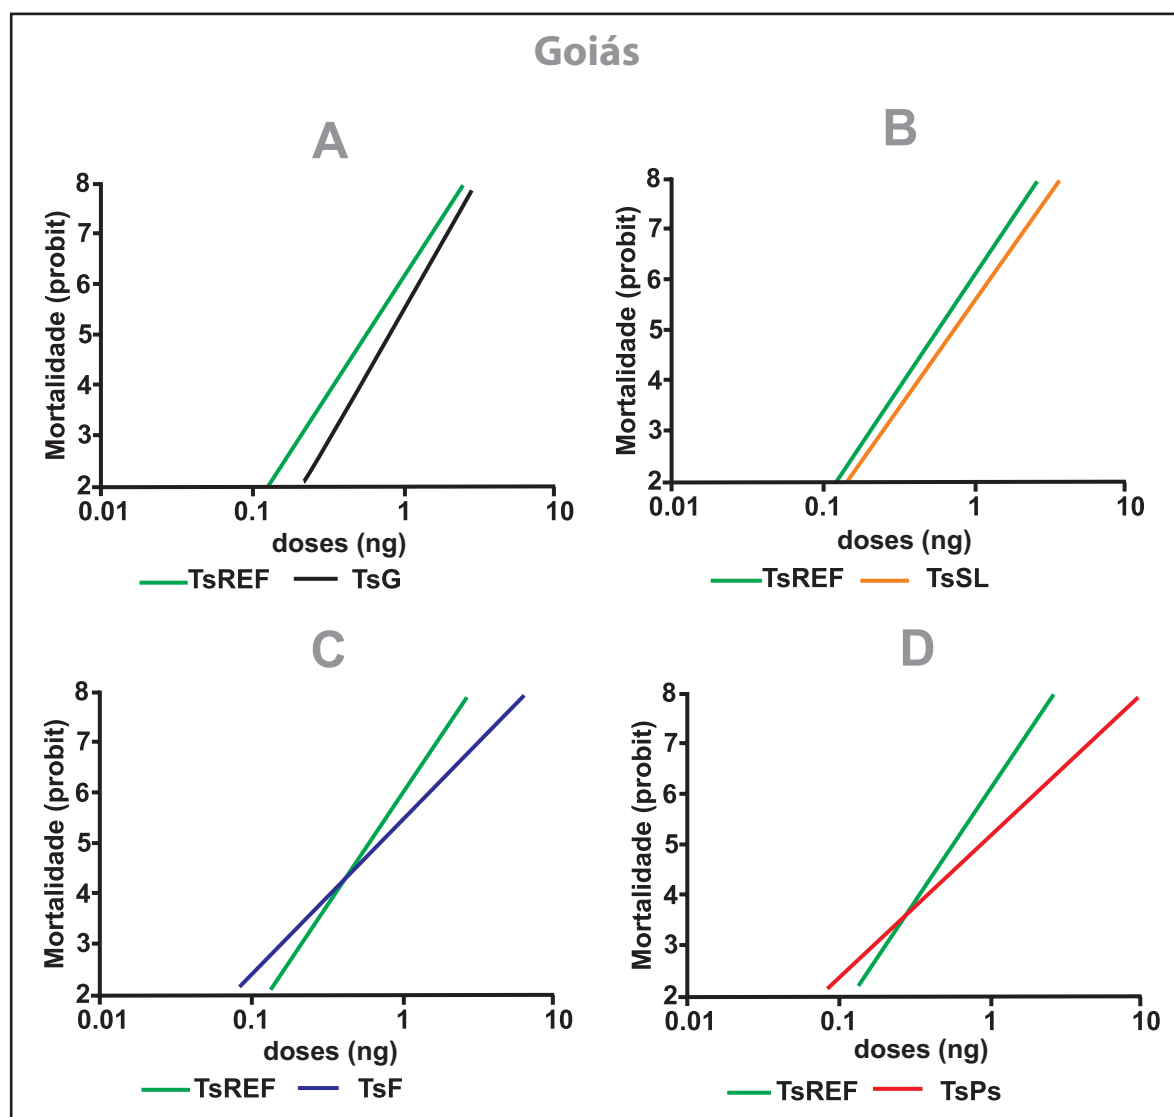 Goiás
A
Mortalidade (probit)
8
7
6
5
4
3
2
0.01 0.1 1 10
doses (ng)
TsREF TsG
B
Mortalidade (probit)
8
7
6
5
4
3
2
0.01 0.1 1 10
doses (ng)
TsREF TsSL
C
Mortalidade (probit)
8
7
6
5
4
3
2
0.01 0.1 1 10
doses (ng)
TsREF TsF
D
Mortalidade (probit)
8
7
6
5
4
3
2
0.01 0.1 1 10
doses (ng)
TsREF TsPs